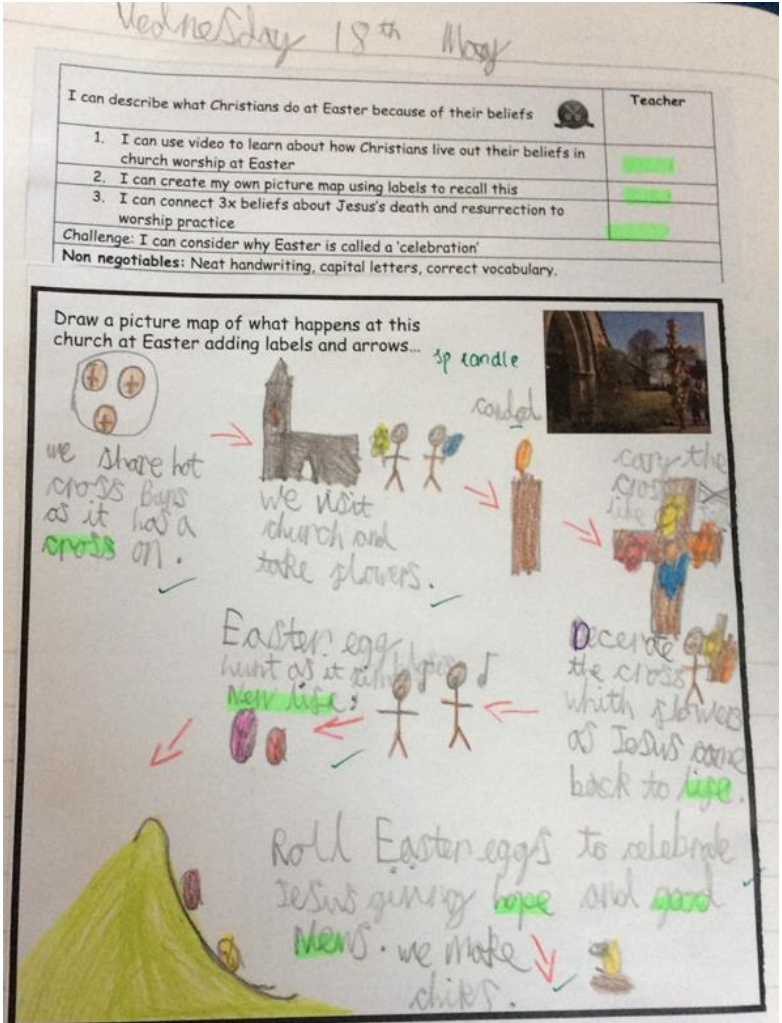 Wednesday 18th May
I can describe what Christians do at Easter because of their beliefs
Teacher
1. I can use video to learn about how Christians live out their beliefs in
church worship at Easter
2. I can create my own picture map using labels to recall this
3. I can connect 3x beliefs about Jesus's death and resurrection to
worship practice
Challenge: I can consider why Easter is called a 'celebration'
Non negotiables: Neat handwriting, capital letters, correct vocabulary.
Draw a picture map of what happens at this
church at Easter adding labels and arrows...
sp candle
we share hot
cross Buns
as it has a
cross on.
we visit
church and
take flowers.
the
cross
like
Decerate
the cross
whith flowers
as Jesus came
back to life.
Easter egg
hunt as it
New life.
Roll Easter eggs to celebrate
Jesus giving hope and good
News. we make